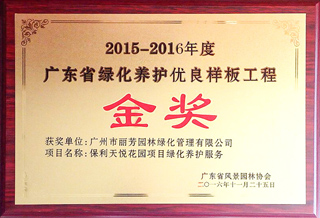 2015-2016年度
广东省绿化养护优良样板工程
金奖
获奖单位:广州市丽芳园林绿化管理有限公司
项目名称:保利天悦花园项目绿化养护服务
广东省风景园林协会
二〇一六年十一月二十五日